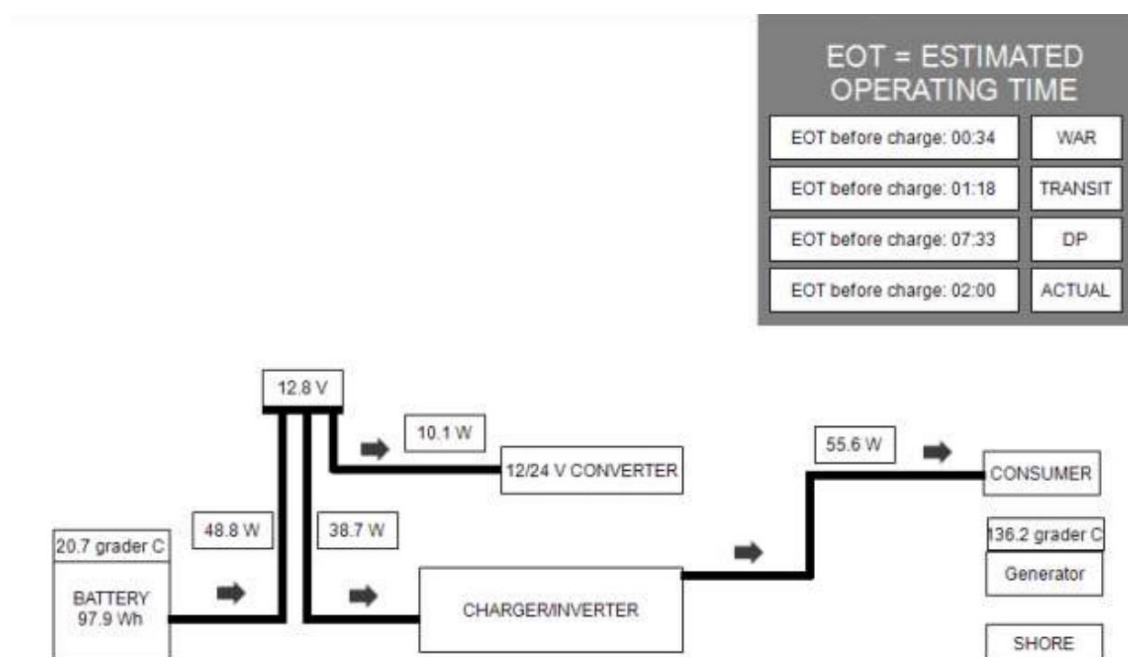 EOT = ESTIMATED
OPERATING TIME
EOT before charge: 00:34 WAR
EOT before charge: 01:18 TRANSIT
EOT before charge: 07:33 DP
EOT before charge: 02:00 ACTUAL
12.8 V
10.1 W
12/24 V CONVERTER
55.6 W
CONSUMER
48.8 W
38.7 W
20.7 grader C
BATTERY
97.9 Wh
CHARGER/INVERTER
136.2 grader C
Generator
SHORE